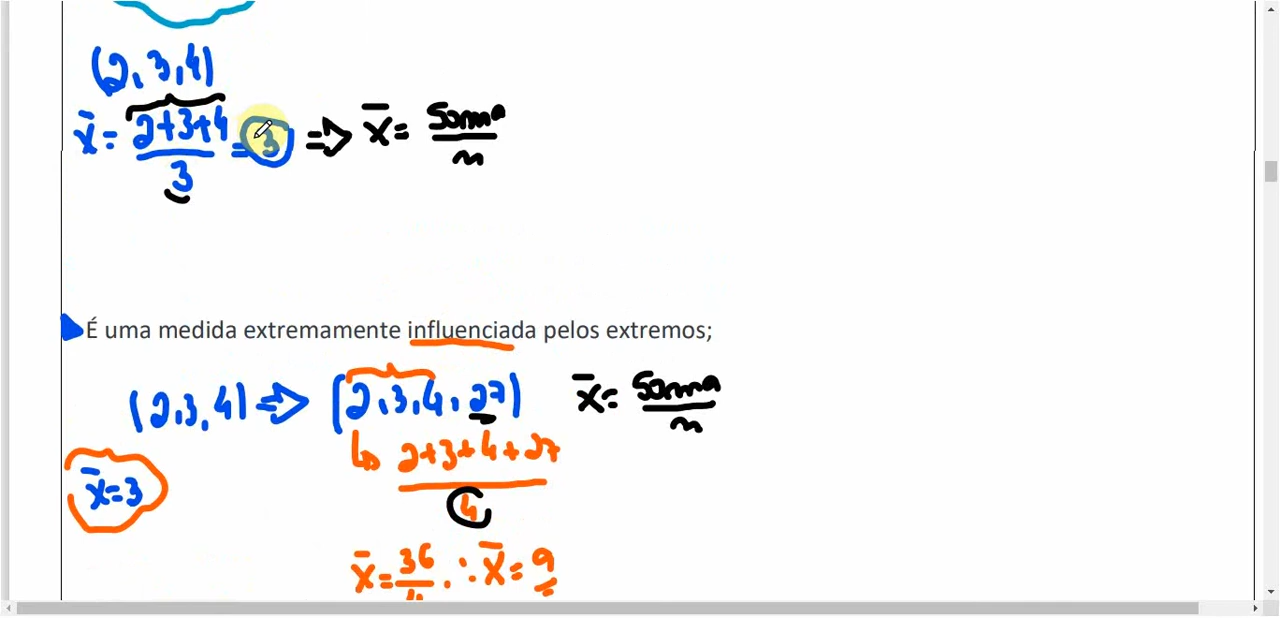 (2, 3, 4)
x̄ = 2+3+4 / 3 = 3 ⇒ x̄ = Soma / n
É uma medida extremamente influenciada pelos extremos;
(2, 3, 4) ⇒ (2, 3, 4, 27) x̄ = Soma / n
↳ 2+3+4+27 / 4
x̄ = 3
x̄ = 36 / 4 ∴ x̄ = 9